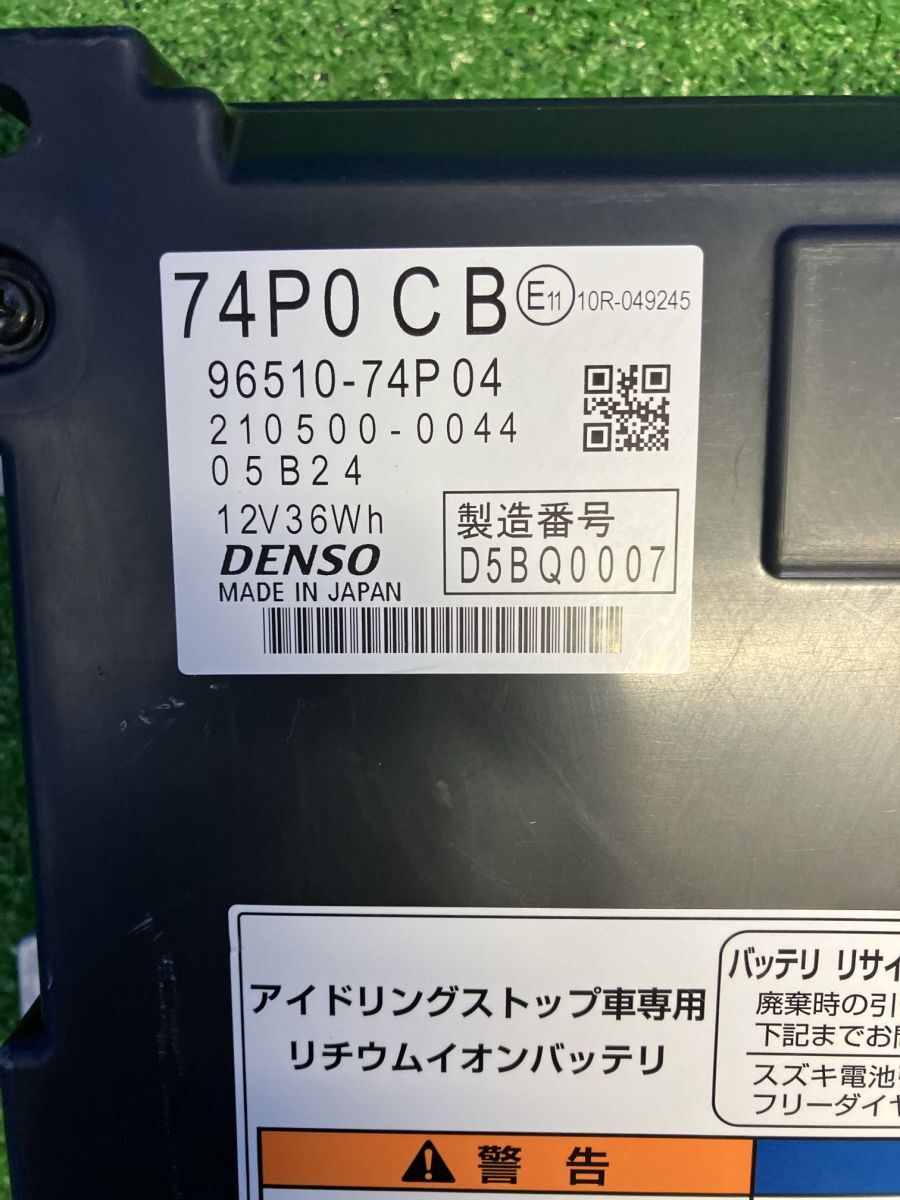 74P0 CB E11 10R-049245
96510-74P04
210500-0044
05B24
12V36Wh
DENSO
MADE IN JAPAN
製造番号
D5BQ0007
アイドリングストップ車専用
リチウムイオンバッテリ
バッテリ リサイ
廃棄時の引
下記までお
スズキ電池
フリーダイヤ
警告